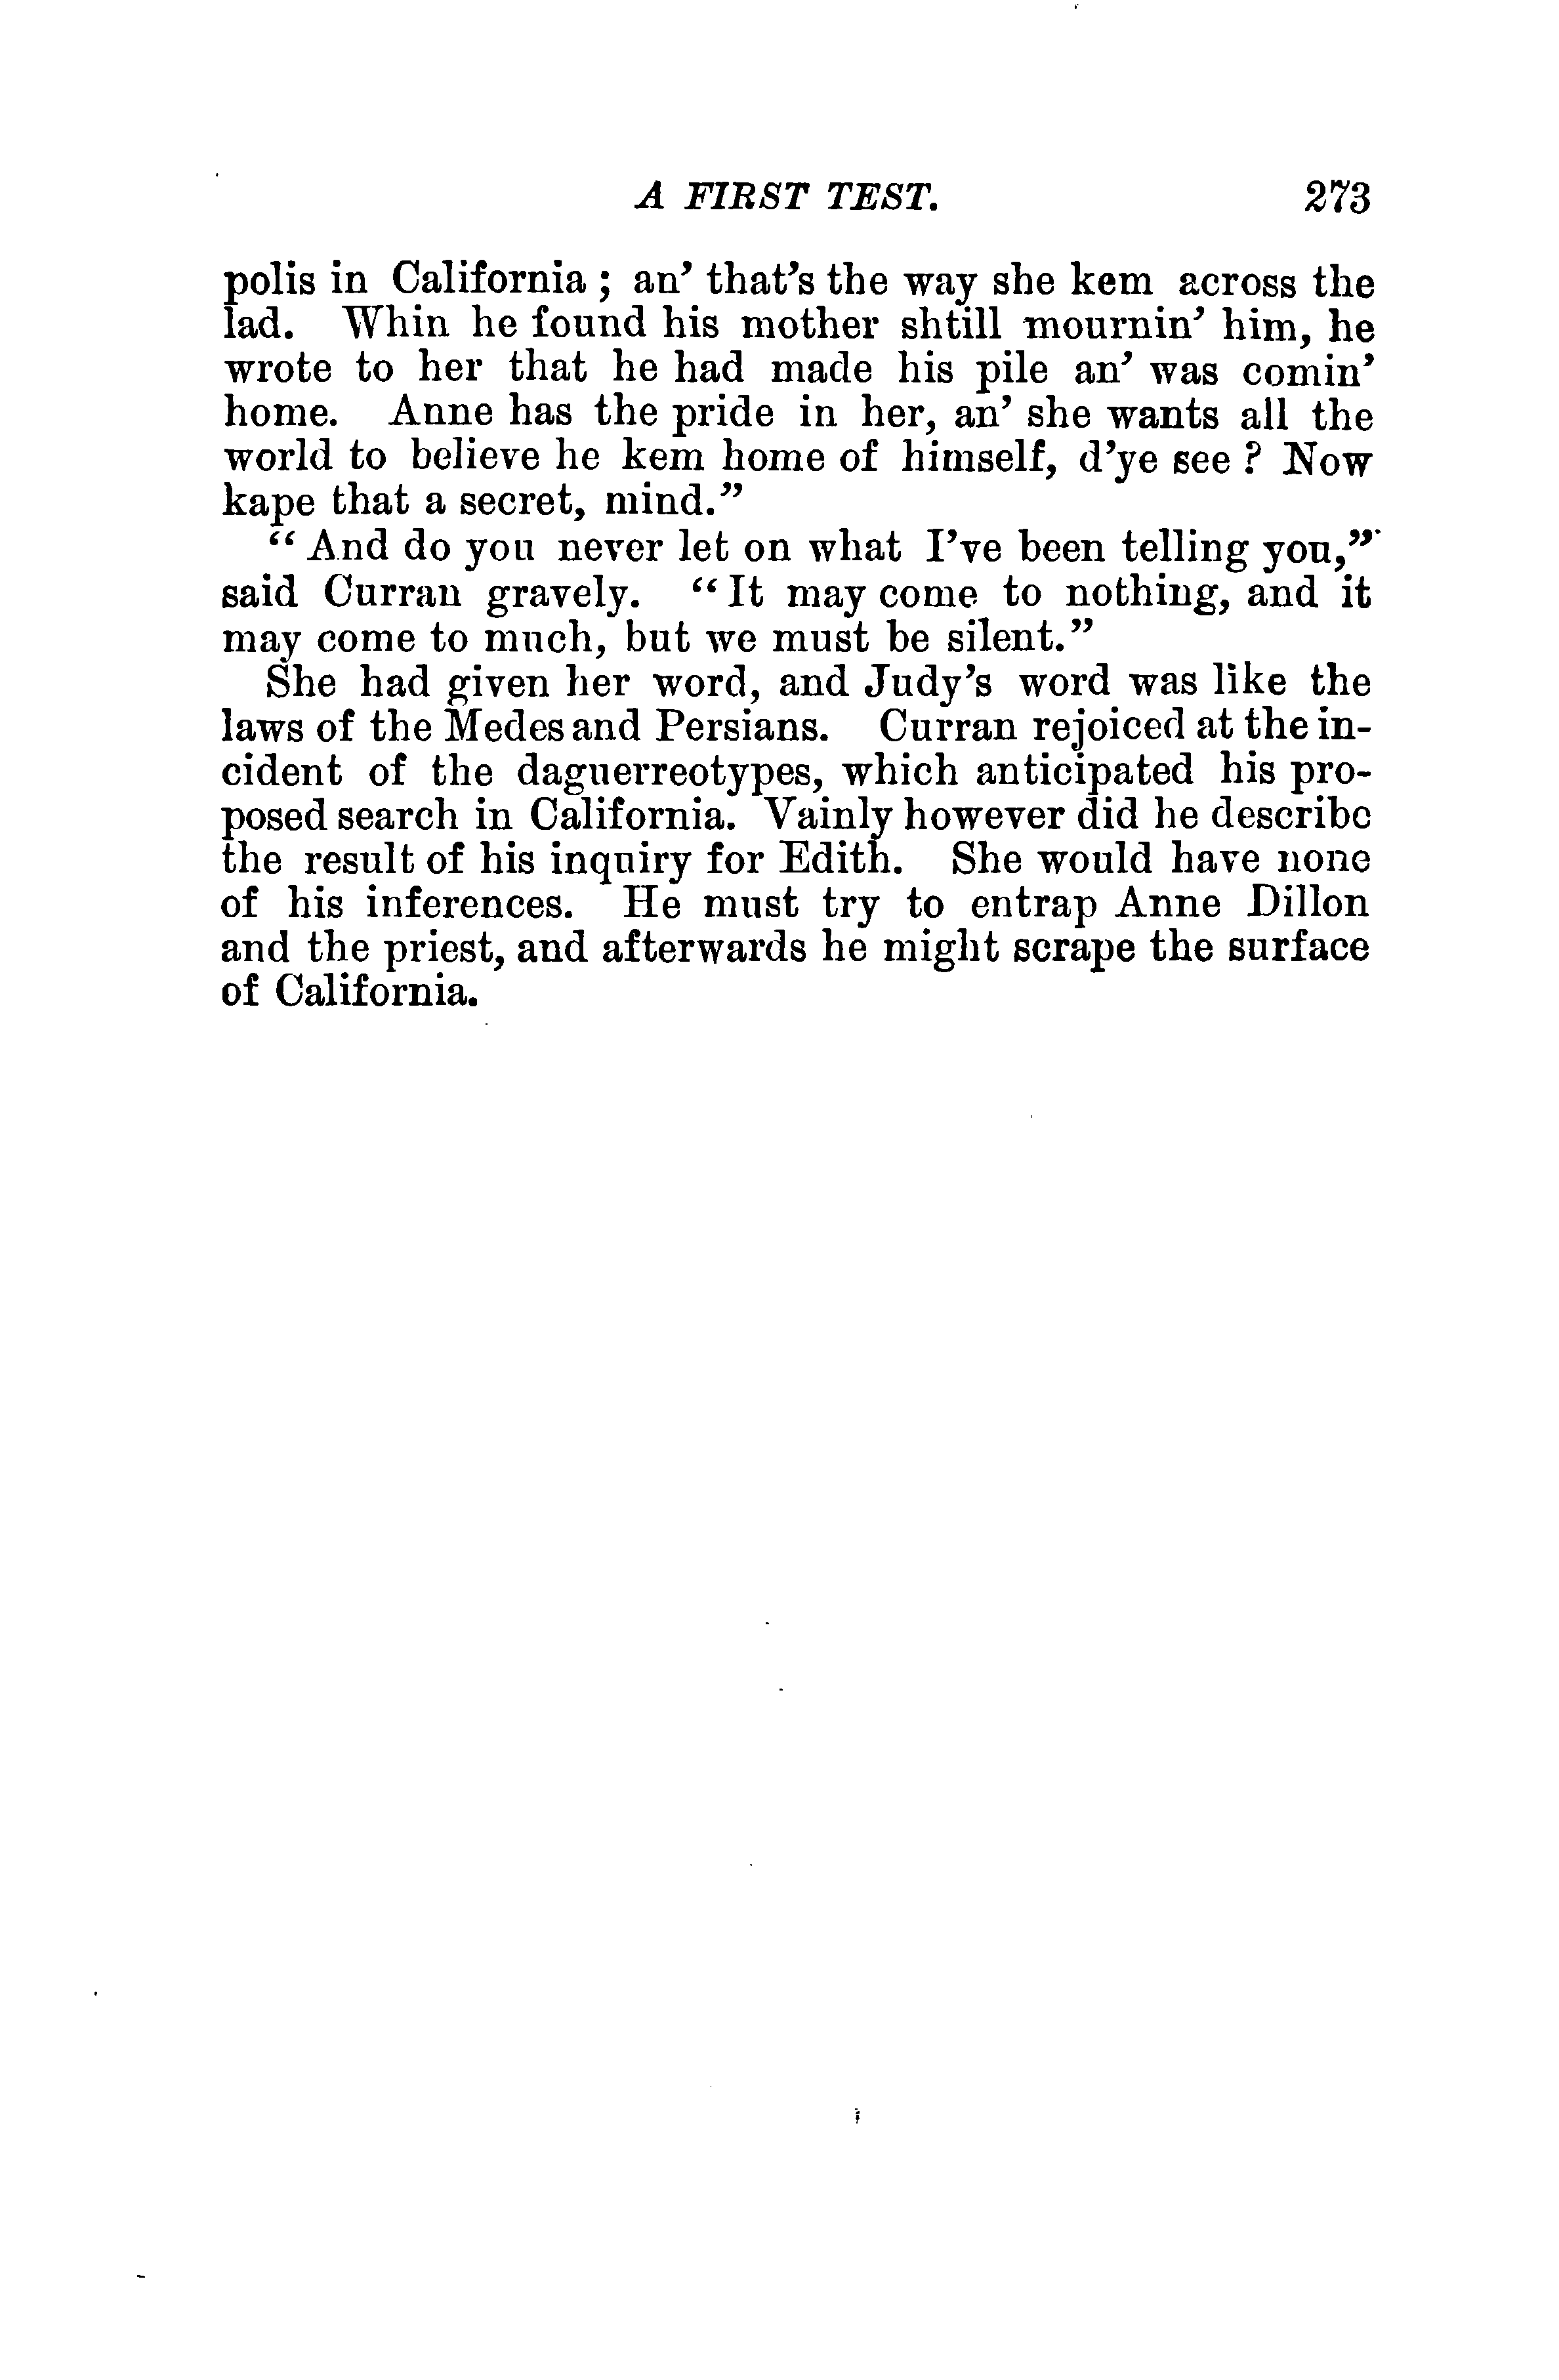 A FIRST TEST. 273
polis in California ; an' that's the way she kem across the
lad. Whin he found his mother shtill mournin' him, he
wrote to her that he had made his pile an' was comin'
home. Anne has the pride in her, an' she wants all the
world to believe he kem home of himself, d'ye see ? Now
kape that a secret, mind."
"And do you never let on what I've been telling you,"
said Curran gravely. "It may come to nothing, and it
may come to much, but we must be silent."
She had given her word, and Judy's word was like the
laws of the Medes and Persians. Curran rejoiced at the in-
cident of the daguerreotypes, which anticipated his pro-
posed search in California. Vainly however did he describe
the result of his inquiry for Edith. She would have none
of his inferences. He must try to entrap Anne Dillon
and the priest, and afterwards he might scrape the surface
of California.